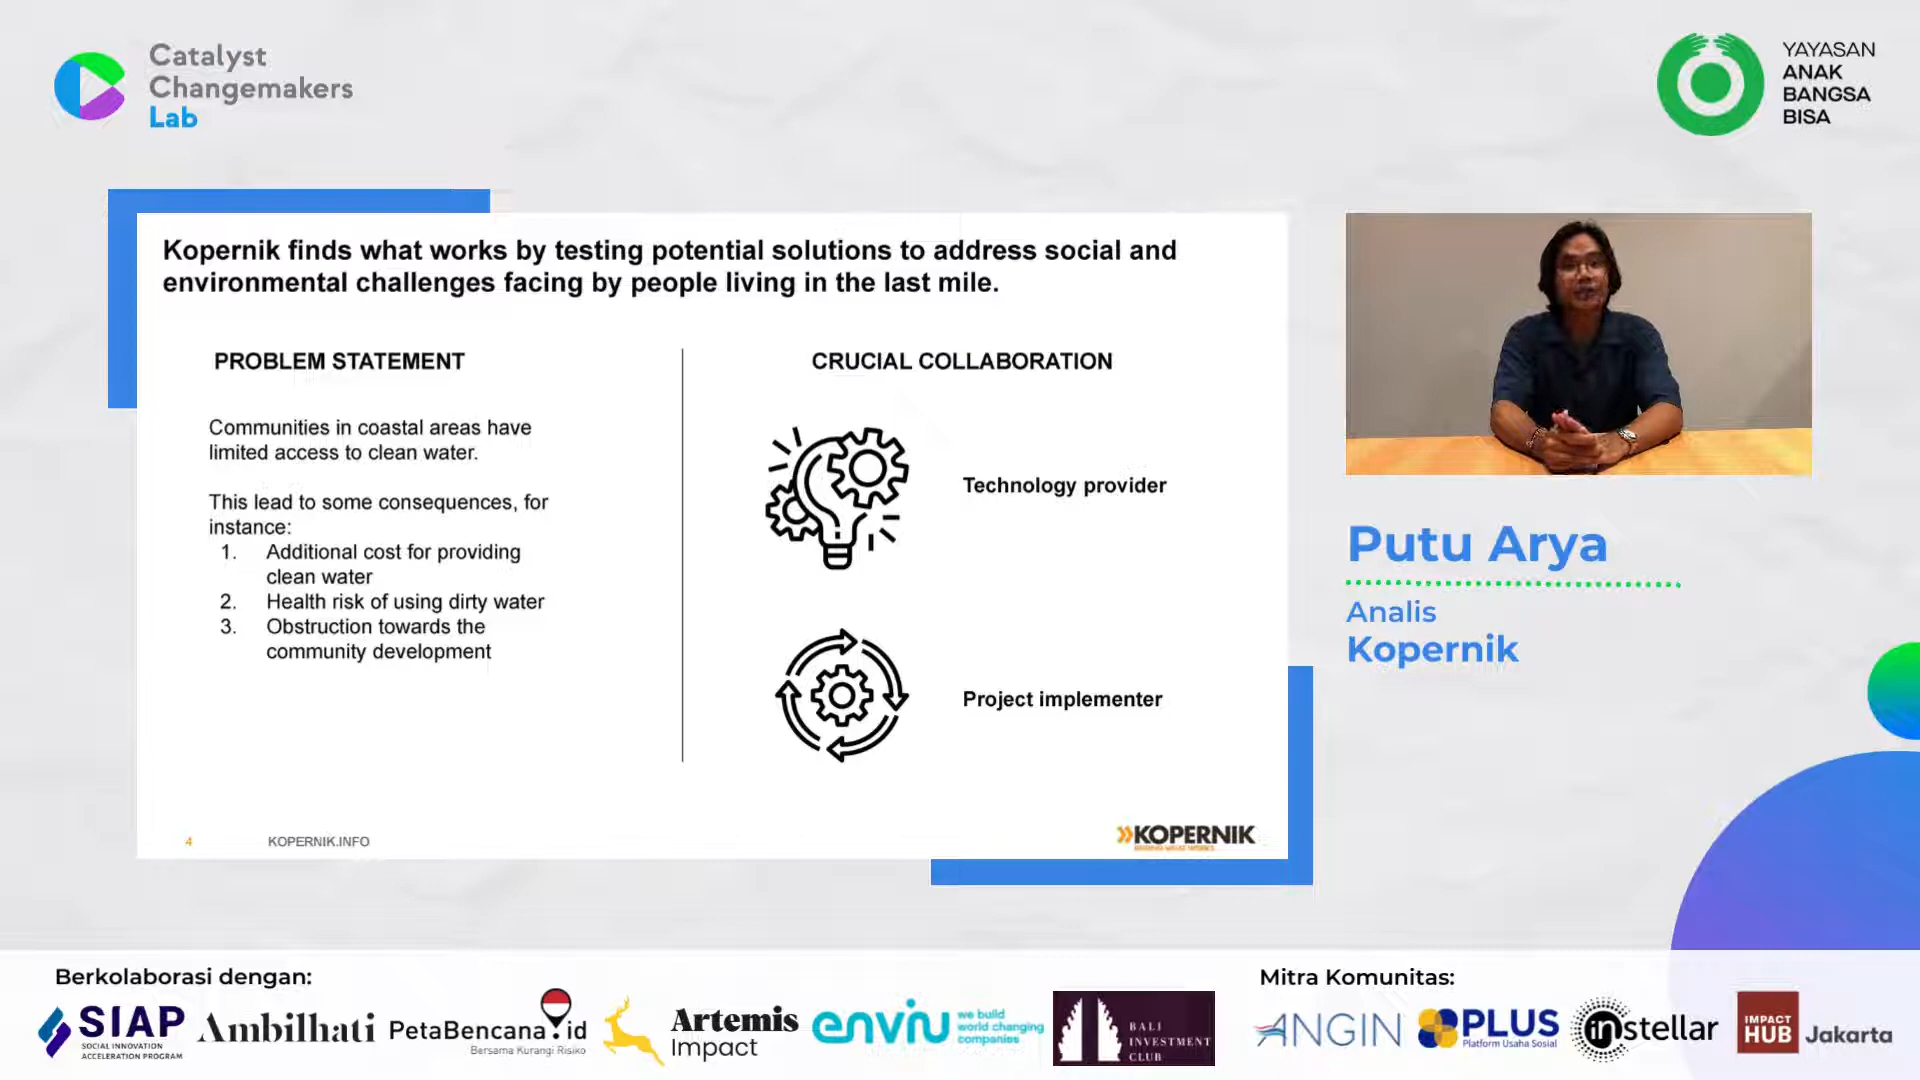 Catalyst
Changemakers
Lab
YAYASAN
ANAK
BANGSA
BISA
Kopernik finds what works by testing potential solutions to address social and
environmental challenges facing by people living in the last mile.
PROBLEM STATEMENT
Communities in coastal areas have
limited access to clean water.
This lead to some consequences, for
instance:
1. Additional cost for providing
clean water
2. Health risk of using dirty water
3. Obstruction towards the
community development
CRUCIAL COLLABORATION
Technology provider
Project implementer
4
KOPERNIK.INFO
KOPERNIK
Putu Arya
Analis
Kopernik
Berkolaborasi dengan:
SIAP
SOCIAL INNOVATION
ACCELERATION PROGRAM
Ambilhati
PetaBencana.id
Bersama Kurangi Risiko
Artemis
Impact
enviu
we build
world changing
companies
BALI
INVESTMENT
CLUB
Mitra Komunitas:
ANGIN
PLUS
Platform Usaha Sosial
instellar
IMPACT
HUB
Jakarta